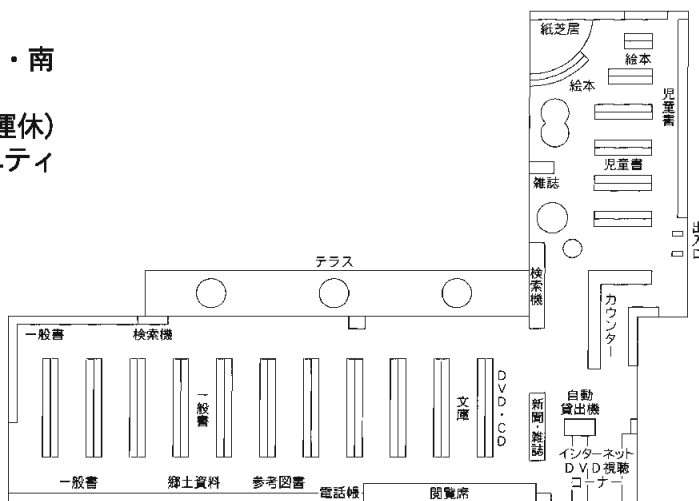 ・南
運休)
ティ
紙芝居
絵本
絵本
児童書
児童書
雑誌
出入口
テラス
検索機
カウンター
一般書
検索機
一般書
文庫
DVD・CD
新聞・雑誌
自動
貸出機
インターネット
DVD視聴
コーナー
一般書
郷土資料
参考図書
電話帳
閲覧席